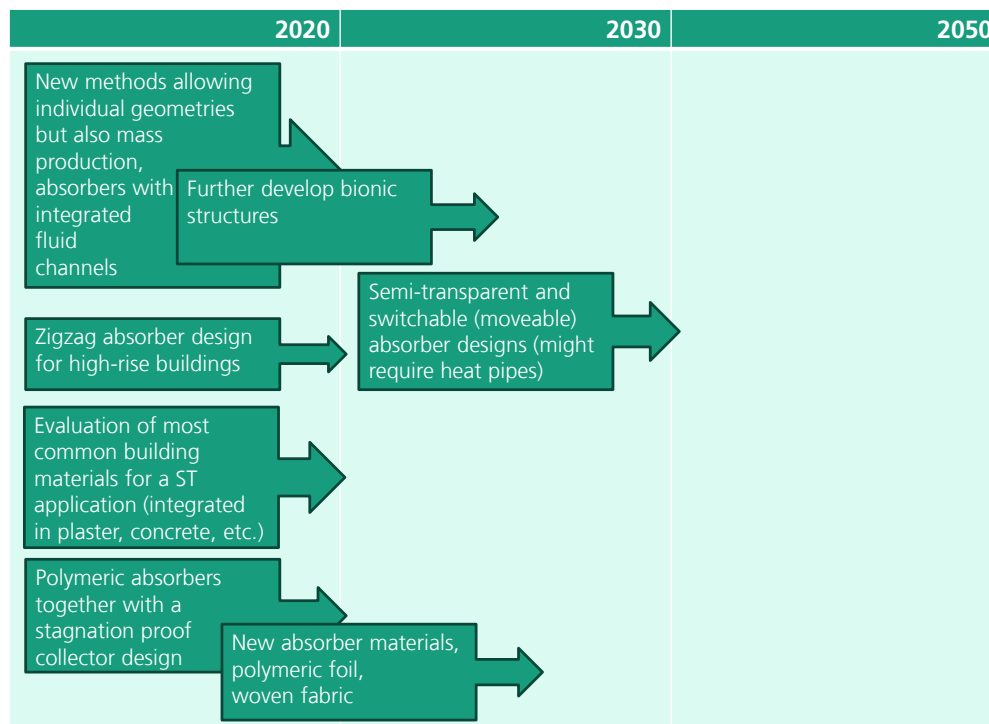 2020
2030
2050
New methods allowing
individual geometries
but also mass
production,
absorbers with
integrated
fluid
channels
Further develop bionic
structures
Semi-transparent and
switchable (moveable)
absorber designs (might
require heat pipes)
Zigzag absorber design
for high-rise buildings
Evaluation of most
common building
materials for a ST
application (integrated
in plaster, concrete, etc.)
Polymeric absorbers
together with a
stagnation proof
collector design
New absorber materials,
polymeric foil,
woven fabric